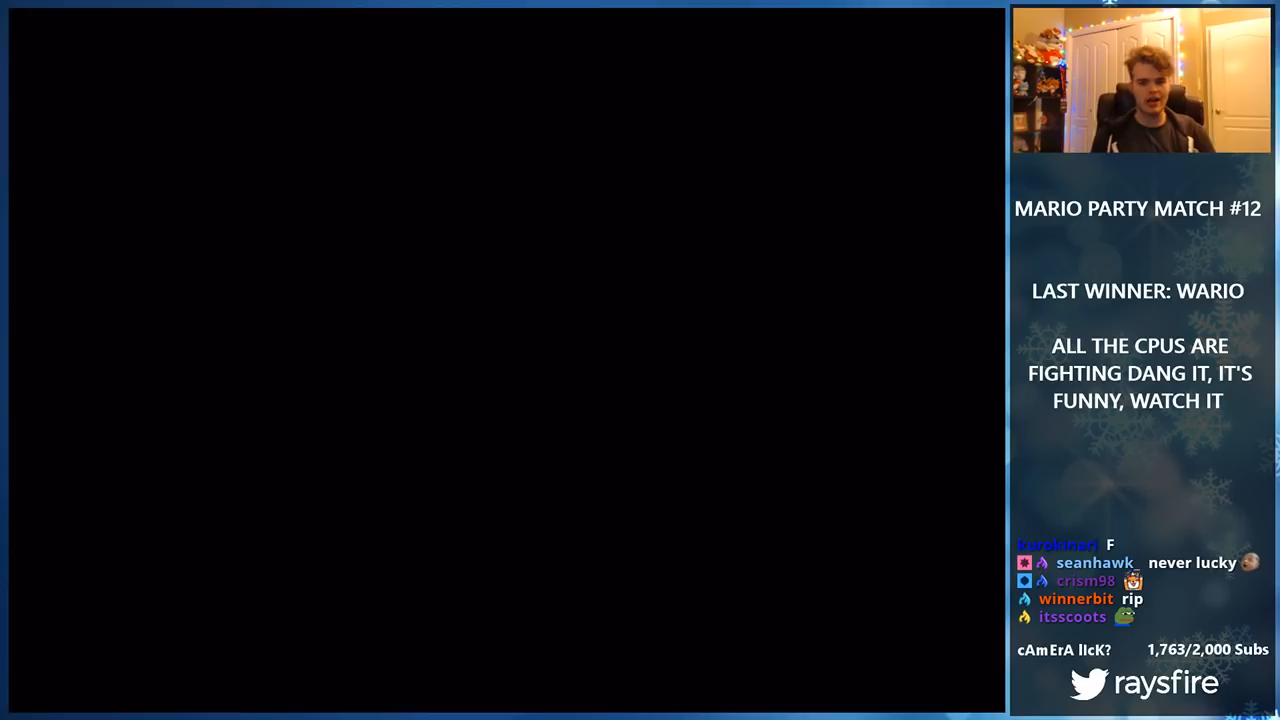 MARIO PARTY MATCH #12
LAST WINNER: WARIO
ALL THE CPUS ARE
FIGHTING DANG IT, IT'S
FUNNY, WATCH IT
kurokinari F
seanhawk_ never lucky
crism98
winnerbit rip
itsscoots
cAmErA lIcK? 1,763/2,000 Subs
raysfire